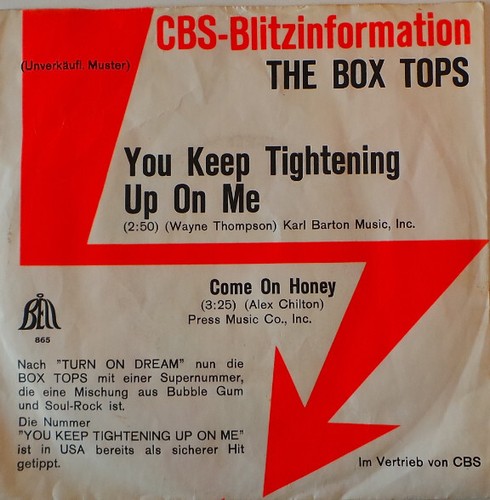 CBS-Blitzinformation
(Unverkäufl. Muster)
THE BOX TOPS
You Keep Tightening
Up On Me
(2:50) (Wayne Thompson) Karl Barton Music, Inc.
Come On Honey
(3:25) (Alex Chilton)
Press Music Co., Inc.
BELL
865
Nach "TURN ON DREAM" nun die
BOX TOPS mit einer Supernummer,
die eine Mischung aus Bubble Gum
und Soul-Rock ist.
Die Nummer
"YOU KEEP TIGHTENING UP ON ME"
ist in USA bereits als sicherer Hit
getippt.
Im Vertrieb von CBS